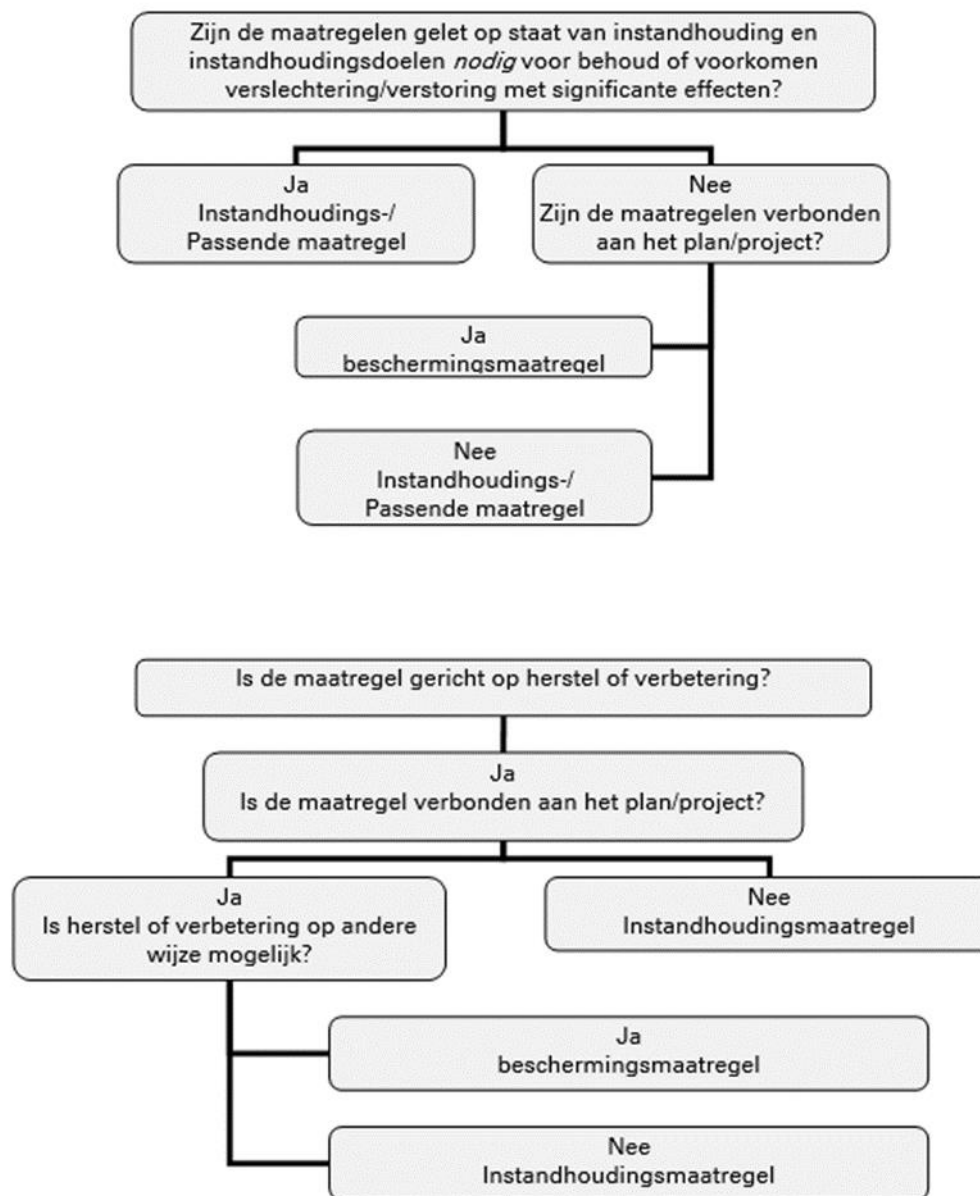 Zijn de maatregelen gelet op staat van instandhouding en
instandhoudingsdoelen nodig voor behoud of voorkomen
verslechtering/verstoring met significante effecten?
Ja
Instandhoudings-/
Passende maatregel
Nee
Zijn de maatregelen verbonden
aan het plan/project?
Ja
beschermingsmaatregel
Nee
Instandhoudings-/
Passende maatregel
Is de maatregel gericht op herstel of verbetering?
Ja
Is de maatregel verbonden aan het plan/project?
Ja
Is herstel of verbetering op andere
wijze mogelijk?
Nee
Instandhoudingsmaatregel
Ja
beschermingsmaatregel
Nee
Instandhoudingsmaatregel